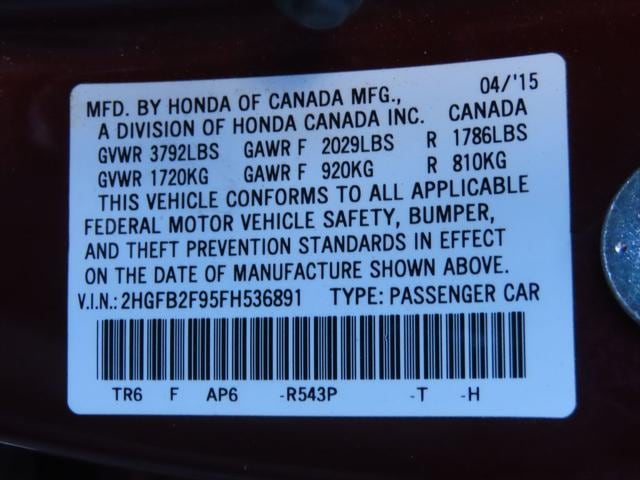 04/'15
MFD. BY HONDA OF CANADA MFG., CANADA
A DIVISION OF HONDA CANADA INC.
GVWR 3792LBS GAWR F 2029LBS R 1786LBS
GVWR 1720KG GAWR F 920KG R 810KG
THIS VEHICLE CONFORMS TO ALL APPLICABLE
FEDERAL MOTOR VEHICLE SAFETY, BUMPER,
AND THEFT PREVENTION STANDARDS IN EFFECT
ON THE DATE OF MANUFACTURE SHOWN ABOVE.
V.I.N.: 2HGFB2F95FH536891 TYPE: PASSENGER CAR
TR6 F AP6 -R543P -T -H